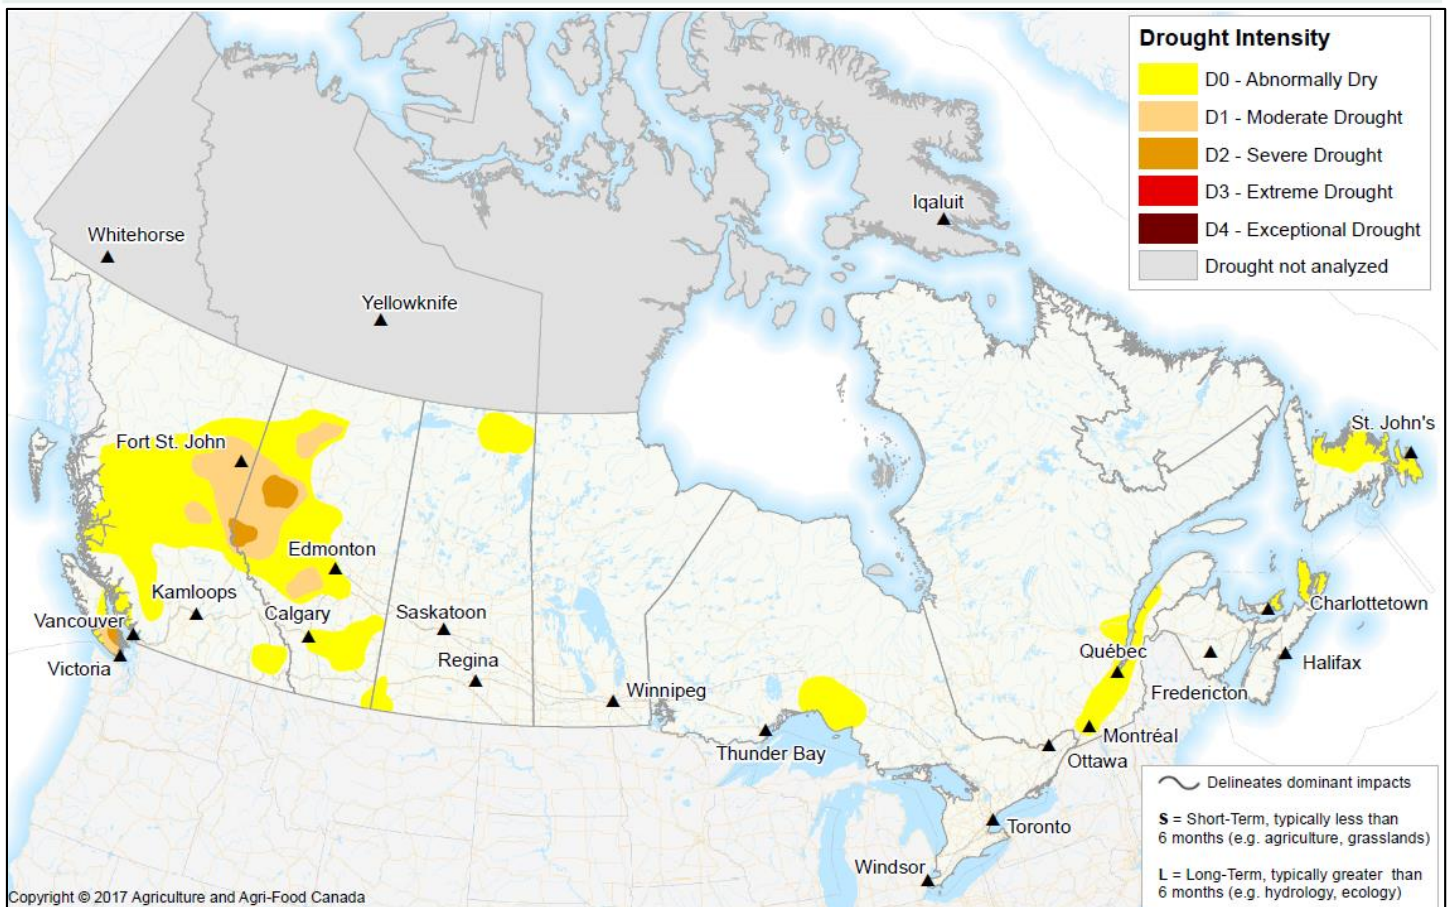 Drought Intensity
D0 - Abnormally Dry
D1 - Moderate Drought
D2 - Severe Drought
D3 - Extreme Drought
D4 - Exceptional Drought
Drought not analyzed
Iqaluit
Whitehorse
Yellowknife
St. John's
Fort St. John
Edmonton
Kamloops
Calgary
Saskatoon
Vancouver
Charlottetown
Victoria
Regina
Québec
Halifax
Winnipeg
Fredericton
Thunder Bay
Montréal
Ottawa
Toronto
Windsor
Delineates dominant impacts
S = Short-Term, typically less than
6 months (e.g. agriculture, grasslands)
L = Long-Term, typically greater than
6 months (e.g. hydrology, ecology)
Copyright © 2017 Agriculture and Agri-Food Canada